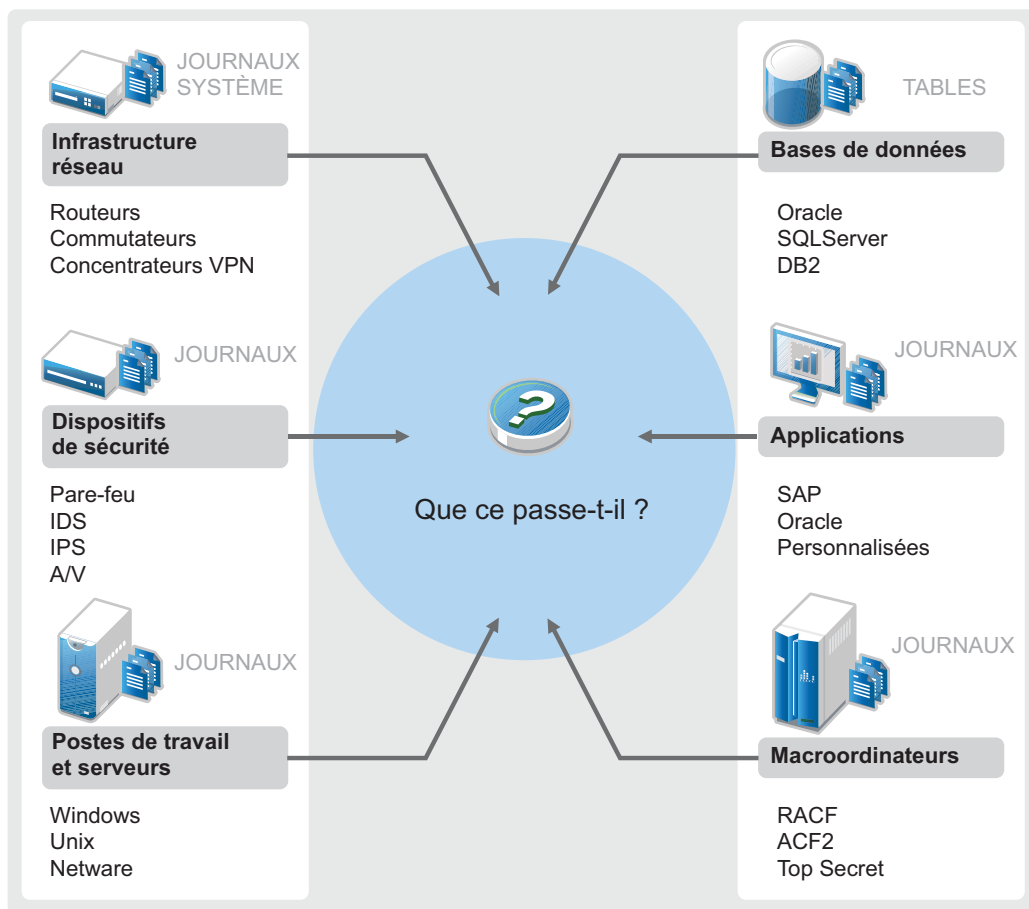 JOURNAUX
SYSTÈME
Infrastructure
réseau
Routeurs
Commutateurs
Concentrateurs VPN
JOURNAUX
Dispositifs
de sécurité
Pare-feu
IDS
IPS
A/V
JOURNAUX
Postes de travail
et serveurs
Windows
Unix
Netware
?
Que ce passe-t-il ?
TABLES
Bases de données
Oracle
SQLServer
DB2
JOURNAUX
Applications
SAP
Oracle
Personnalisées
JOURNAUX
Macroordinateurs
RACF
ACF2
Top Secret